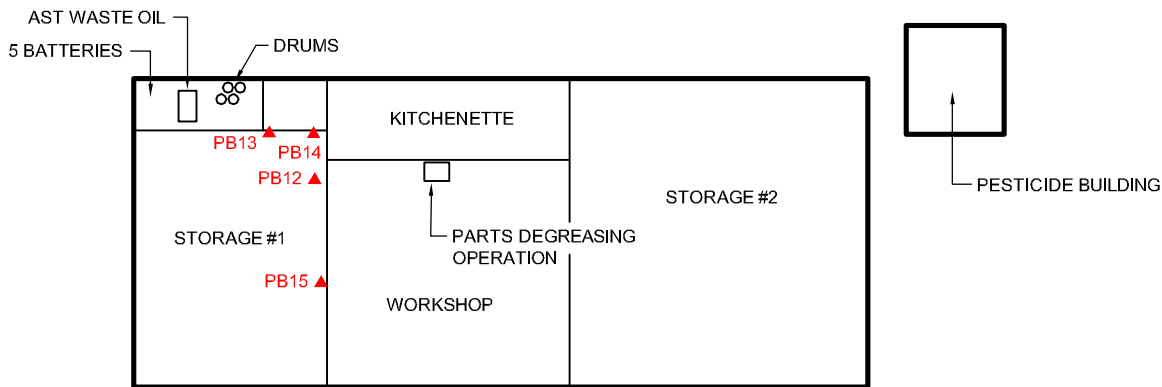 AST WASTE OIL
5 BATTERIES
DRUMS
KITCHENETTE
PB13
PB14
PB12
PESTICIDE BUILDING
STORAGE #2
STORAGE #1
PARTS DEGREASING
OPERATION
PB15
WORKSHOP